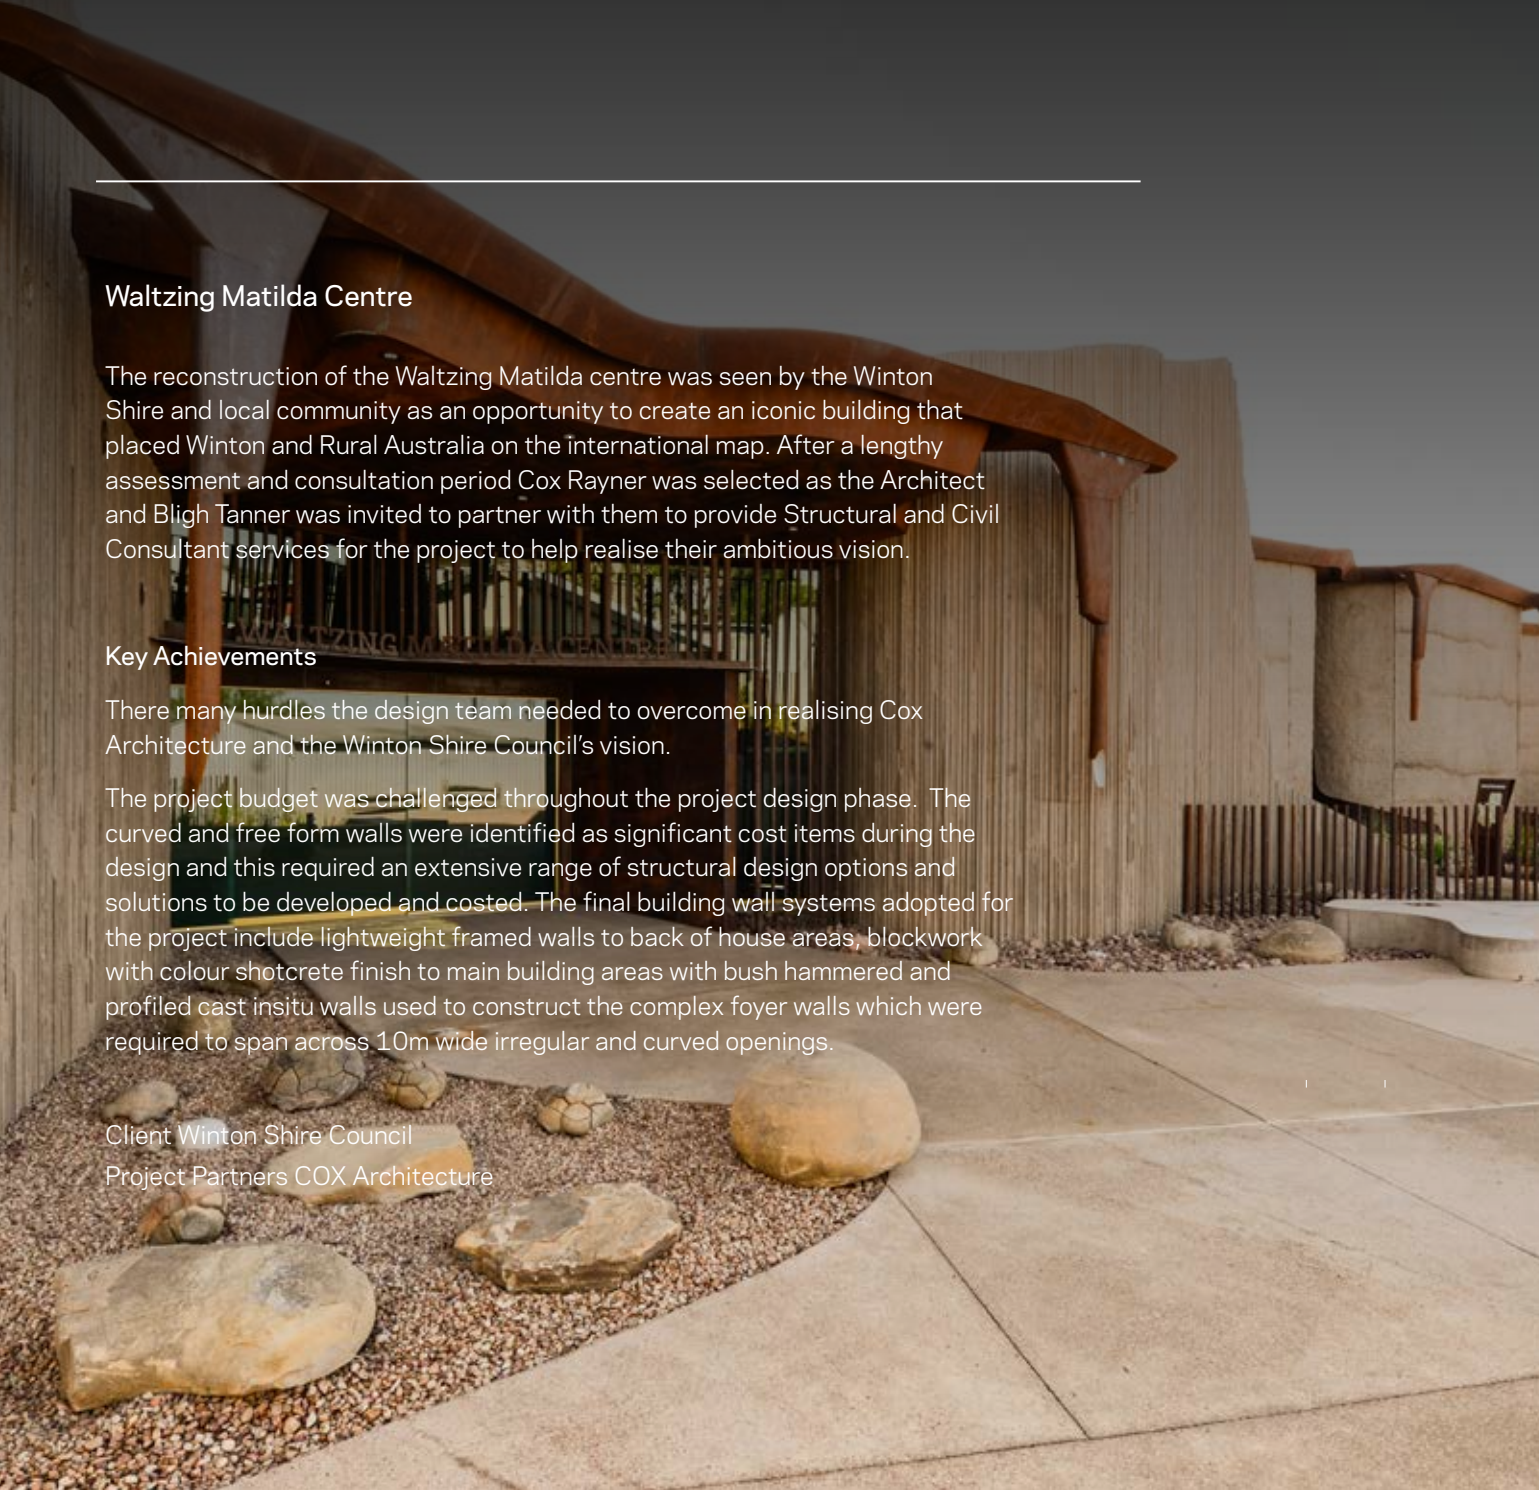 Waltzing Matilda Centre
The reconstruction of the Waltzing Matilda centre was seen by the Winton
Shire and local community as an opportunity to create an iconic building that
placed Winton and Rural Australia on the international map. After a lengthy
assessment and consultation period Cox Rayner was selected as the Architect
and Bligh Tanner was invited to partner with them to provide Structural and Civil
Consultant services for the project to help realise their ambitious vision.
WALTZING MATILDA CENTRE
Key Achievements
There many hurdles the design team needed to overcome in realising Cox
Architecture and the Winton Shire Council's vision.
The project budget was challenged throughout the project design phase.  The
curved and free form walls were identified as significant cost items during the
design and this required an extensive range of structural design options and
solutions to be developed and costed. The final building wall systems adopted for
the project include lightweight framed walls to back of house areas, blockwork
with colour shotcrete finish to main building areas with bush hammered and
profiled cast insitu walls used to construct the complex foyer walls which were
required to span across 10m wide irregular and curved openings.
Client Winton Shire Council
Project Partners COX Architecture